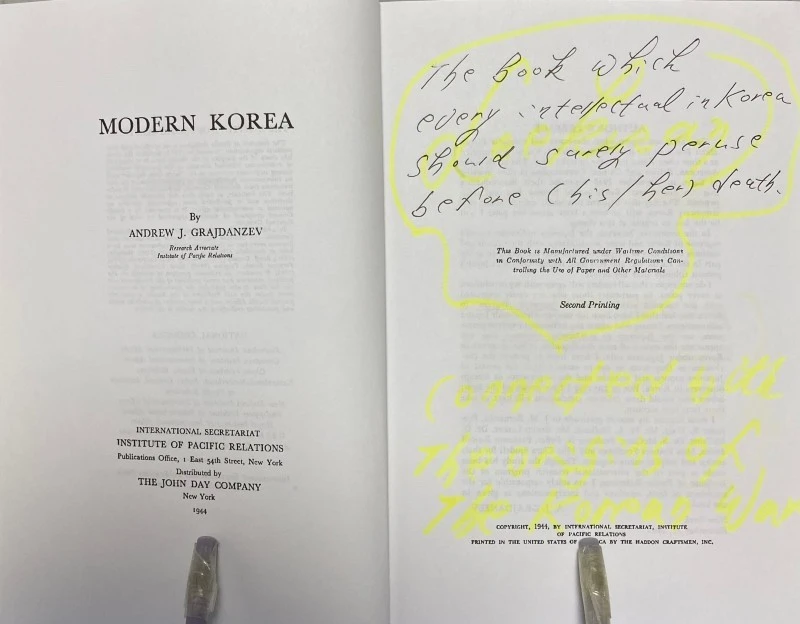 MODERN KOREA
By
ANDREW J. GRAJDANZEV
Research Associate
Institute of Pacific Relations
INTERNATIONAL SECRETARIAT
INSTITUTE OF PACIFIC RELATIONS
Publications Office, 1 East 54th Street, New York
Distributed by
THE JOHN DAY COMPANY
New York
1944
The book which
every intellectual in Korea
should surely peruse
before (his/her) death.
This Book is Manufactured under Wartime Conditions
in Conformity with All Government Regulations Con-
trolling the Use of Paper and Other Materials
Second Printing
Connected with
the origins of
the Korean War
COPYRIGHT, 1944, BY INTERNATIONAL SECRETARIAT, INSTITUTE
OF PACIFIC RELATIONS
PRINTED IN THE UNITED STATES OF BY THE HADDON CRAFTSMEN, INC.